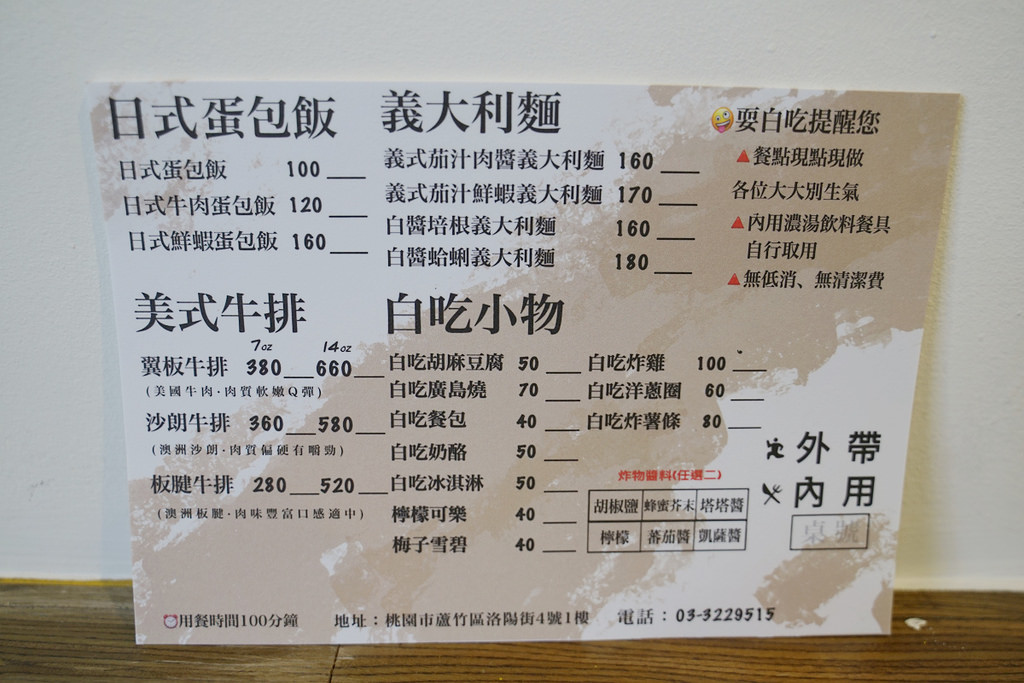 日式蛋包飯
日式蛋包飯 100
日式牛肉蛋包飯 120
日式鮮蝦蛋包飯 160
義大利麵
義式茄汁肉醬義大利麵 160
義式茄汁鮮蝦義大利麵 170
白醬培根義大利麵 160
白醬蛤蜊義大利麵 180
耍白吃提醒您
▲餐點現點現做
各位大大別生氣
▲內用濃湯飲料餐具
自行取用
▲無低消、無清潔費
美式牛排
7oz 14oz
翼板牛排 380 660
(美國牛肉·肉質軟嫩Q彈)
沙朗牛排 360 580
(澳洲沙朗·肉質偏硬有嚼勁)
板腱牛排 280 520
(澳洲板腱·肉味豐富口感適中)
白吃小物
白吃胡麻豆腐 50
白吃廣島燒 70
白吃餐包 40
白吃奶酪 50
白吃冰淇淋 50
檸檬可樂 40
梅子雪碧 40
白吃炸雞 100
白吃洋蔥圈 60
白吃炸薯條 80
炸物醬料(任選二)
胡椒鹽 蜂蜜芥末 塔塔醬
檸檬 蕃茄醬 凱薩醬
外帶
內用
桌號
用餐時間100分鐘
地址：桃園市蘆竹區洛陽街4號1樓
電話：03-3229515